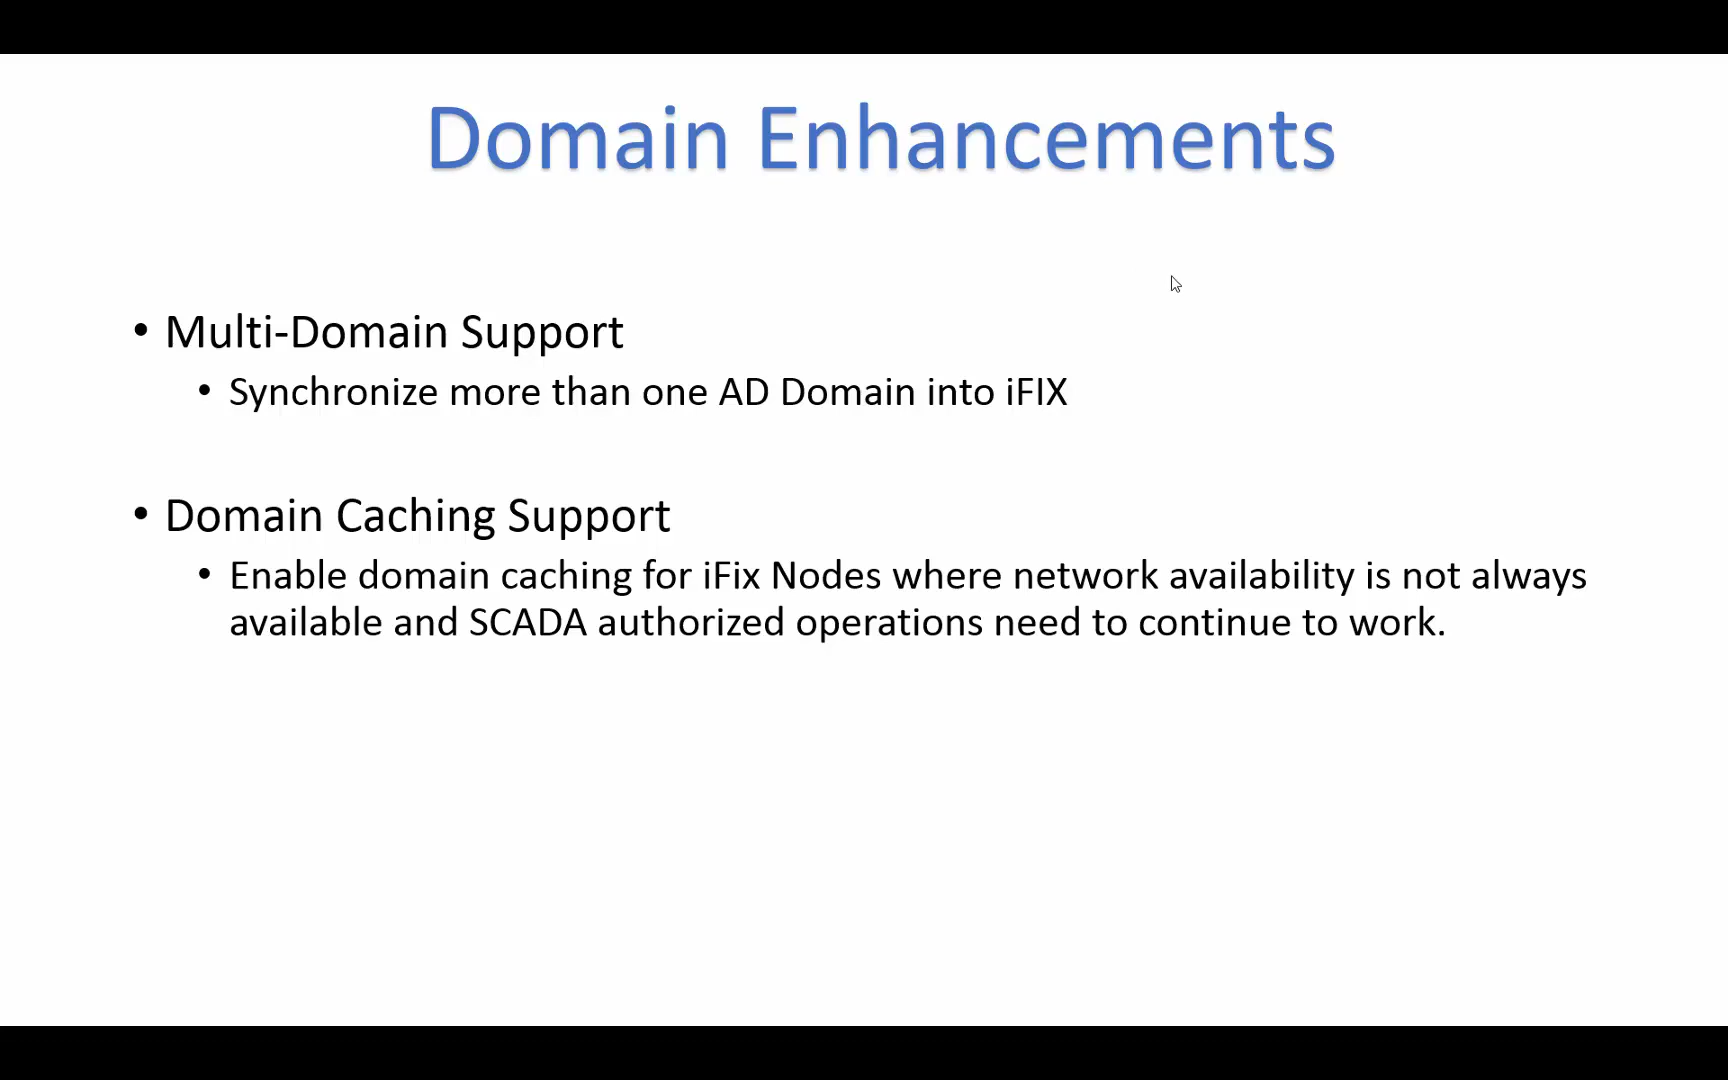 Domain Enhancements
• Multi-Domain Support
• Synchronize more than one AD Domain into iFIX
• Domain Caching Support
• Enable domain caching for iFix Nodes where network availability is not always
available and SCADA authorized operations need to continue to work.